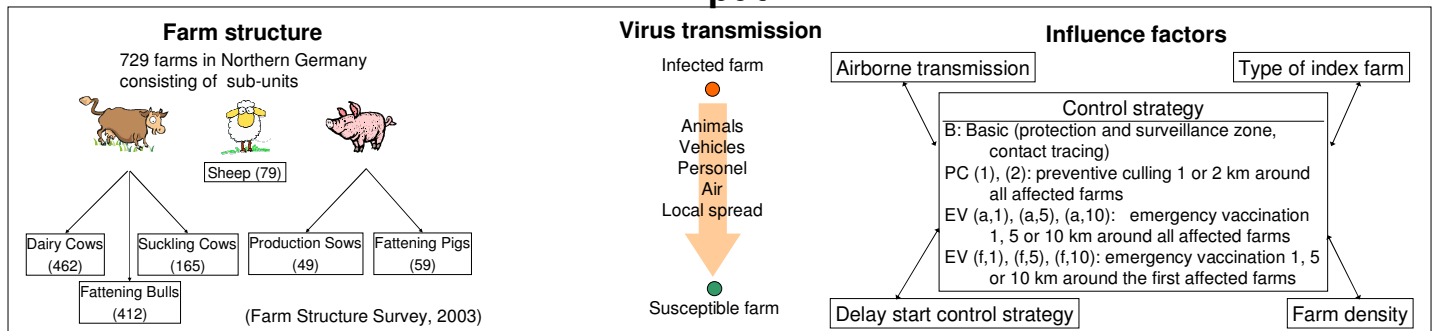 Farm structure
729 farms in Northern Germany
consisting of sub-units
Sheep (79)
Dairy Cows
(462)
Suckling Cows
(165)
Fattening Bulls
(412)
Production Sows
(49)
Fattening Pigs
(59)
(Farm Structure Survey, 2003)
Virus transmission
Infected farm
Animals
Vehicles
Personel
Air
Local spread
Susceptible farm
Influence factors
Airborne transmission
Type of index farm
Control strategy
B: Basic (protection and surveillance zone,
contact tracing)
PC (1), (2): preventive culling 1 or 2 km around
all affected farms
EV (a,1), (a,5), (a,10): emergency vaccination
1, 5 or 10 km around all affected farms
EV (f,1), (f,5), (f,10): emergency vaccination 1, 5
or 10 km around the first affected farms
Delay start control strategy
Farm density